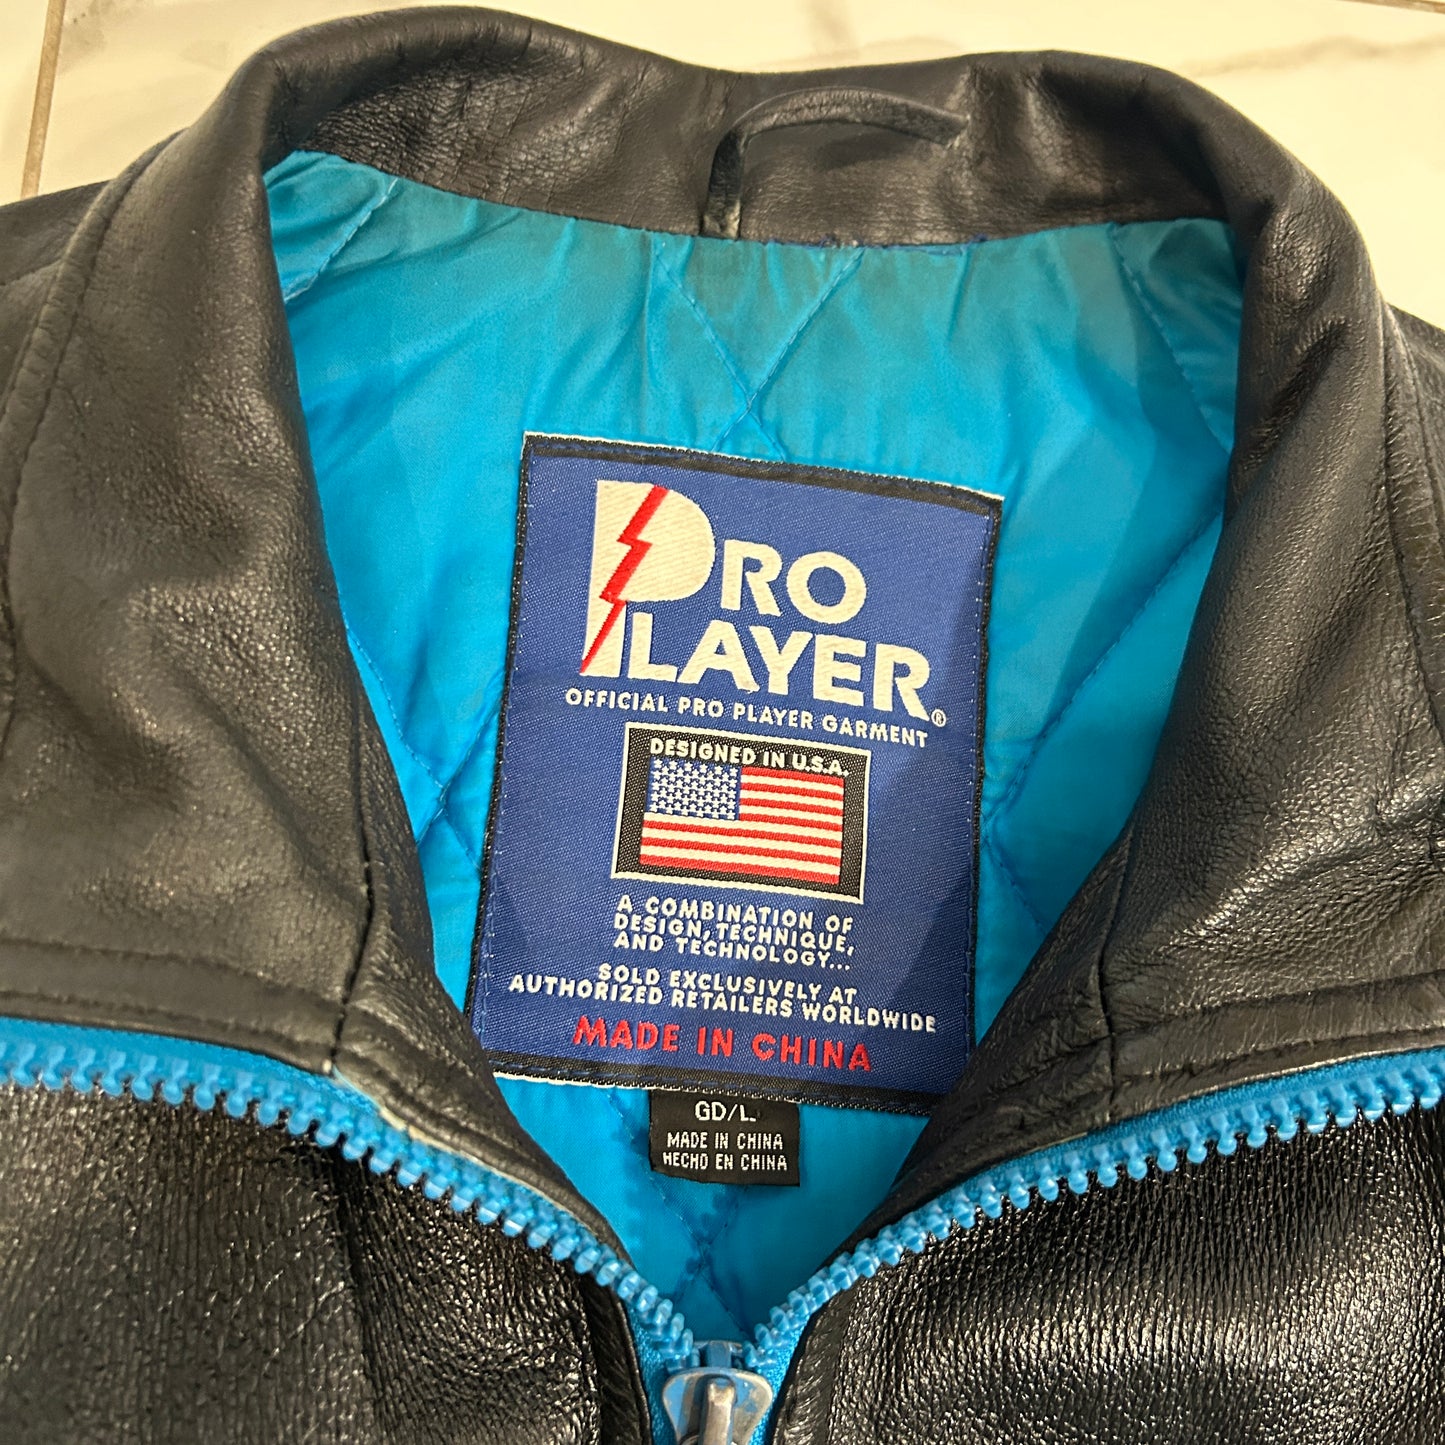 PRO
PLAYER®
OFFICIAL PRO PLAYER GARMENT
DESIGNED IN U.S.A.
A COMBINATION OF
DESIGN, TECHNIQUE,
AND TECHNOLOGY...
SOLD EXCLUSIVELY AT
AUTHORIZED RETAILERS WORLDWIDE
MADE IN CHINA
GD/L
MADE IN CHINA
HECHO EN CHINA